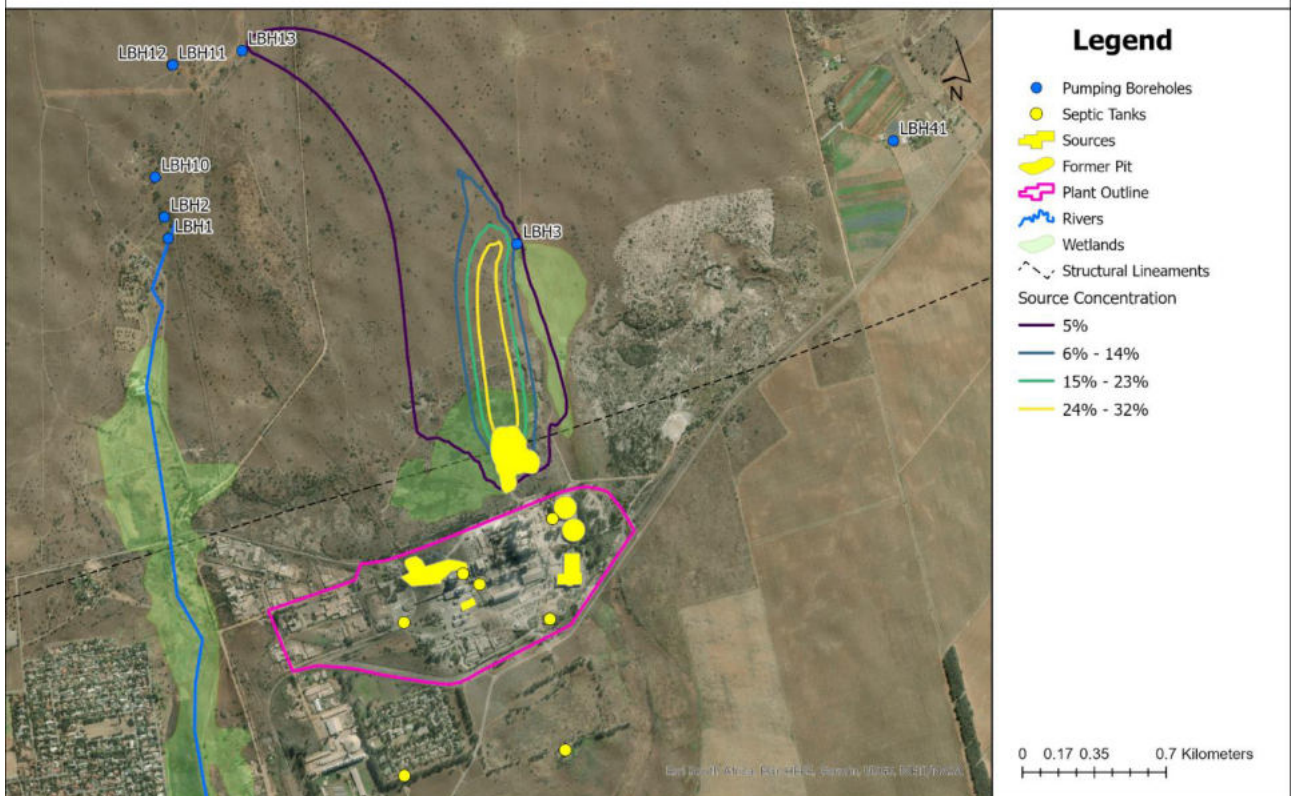 Legend
N
LBH12
LBH11
LBH13
LBH41
LBH10
LBH2
LBH1
LBH3
Pumping Boreholes
Septic Tanks
Sources
Former Pit
Plant Outline
Rivers
Wetlands
Structural Lineaments
Source Concentration
5%
6% - 14%
15% - 23%
24% - 32%
0 0.17 0.35 0.7 Kilometers